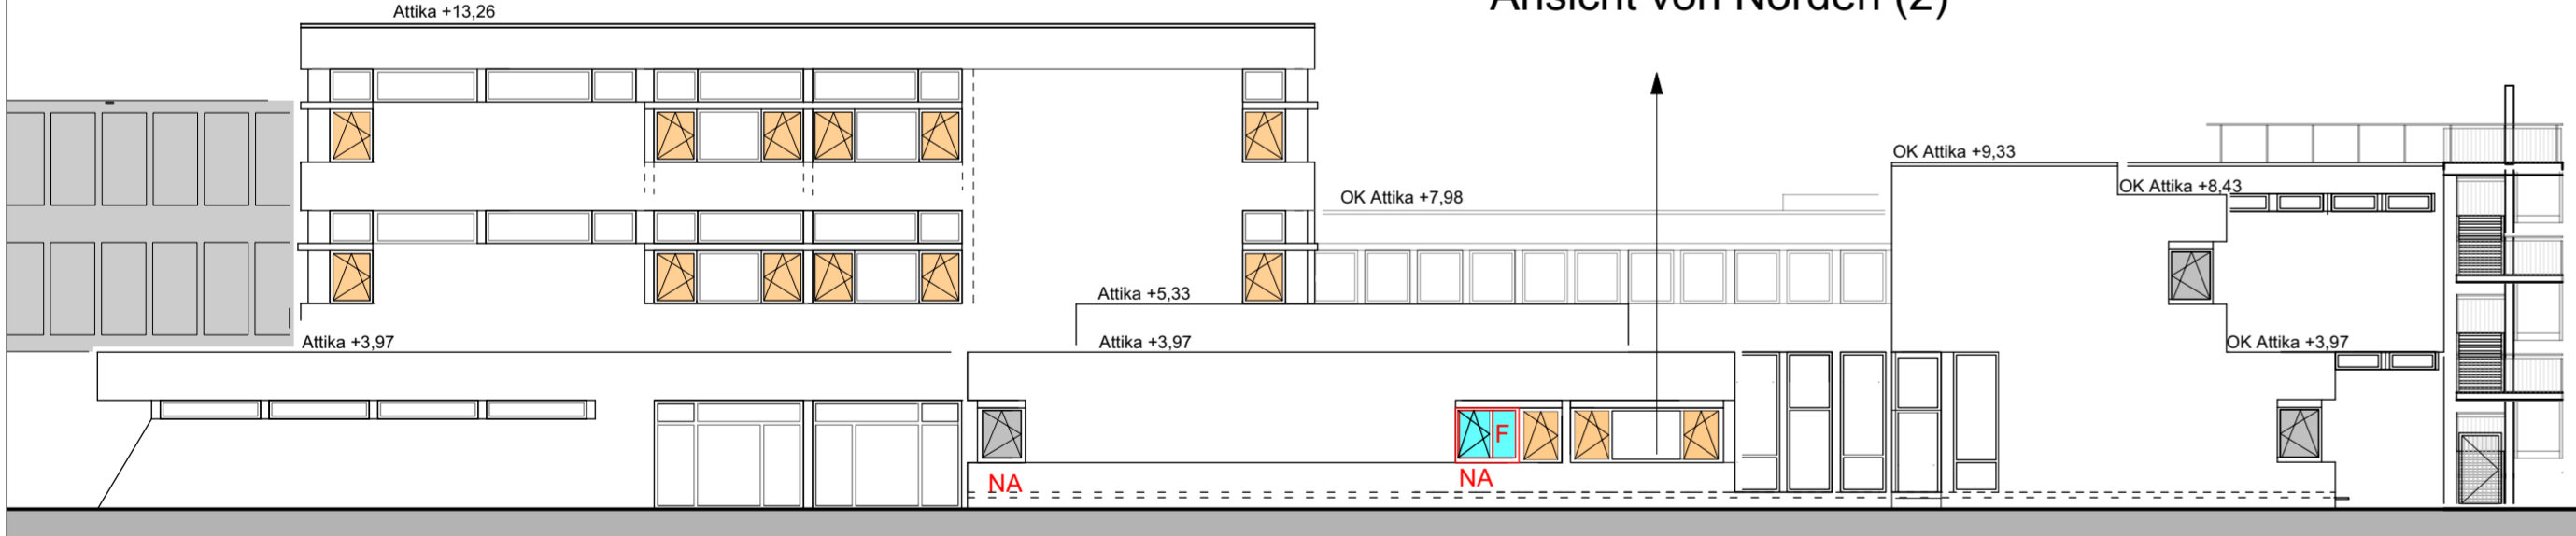 Ansicht von Norden (2)
Attika +13,26
OK Attika +9,33
OK Attika +8,43
OK Attika +7,98
Attika +5,33
Attika +3,97
Attika +3,97
OK Attika +3,97
F
NA
NA